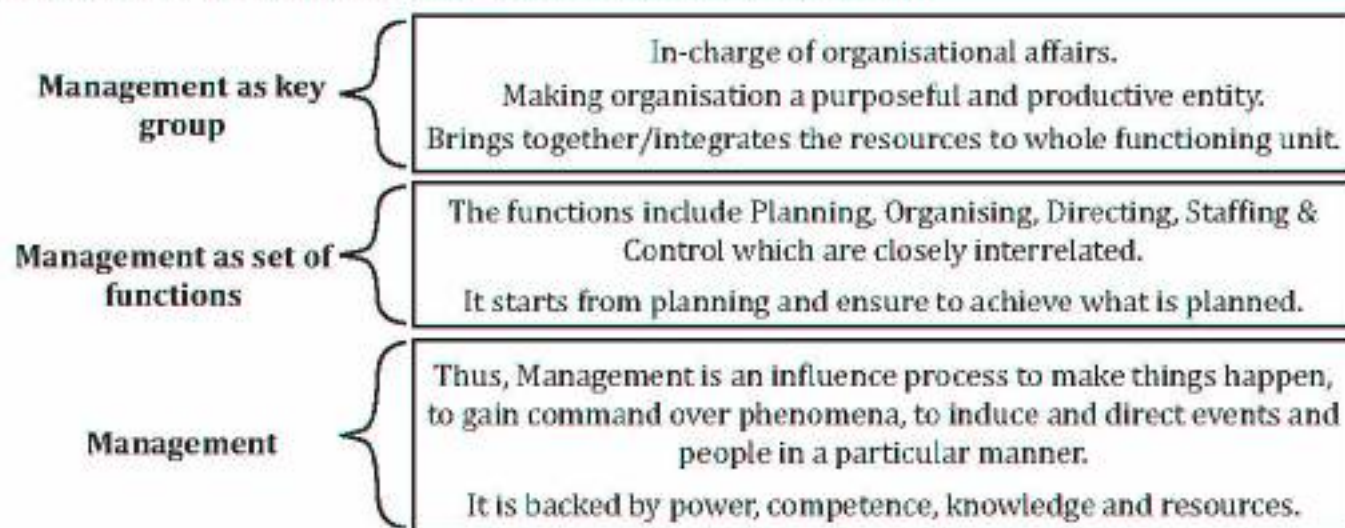 Management as key
group
In-charge of organisational affairs.
Making organisation a purposeful and productive entity.
Brings together/integrates the resources to whole functioning unit.
Management as set of
functions
The functions include Planning, Organising, Directing, Staffing &
Control which are closely interrelated.
It starts from planning and ensure to achieve what is planned.
Management
Thus, Management is an influence process to make things happen,
to gain command over phenomena, to induce and direct events and
people in a particular manner.
It is backed by power, competence, knowledge and resources.